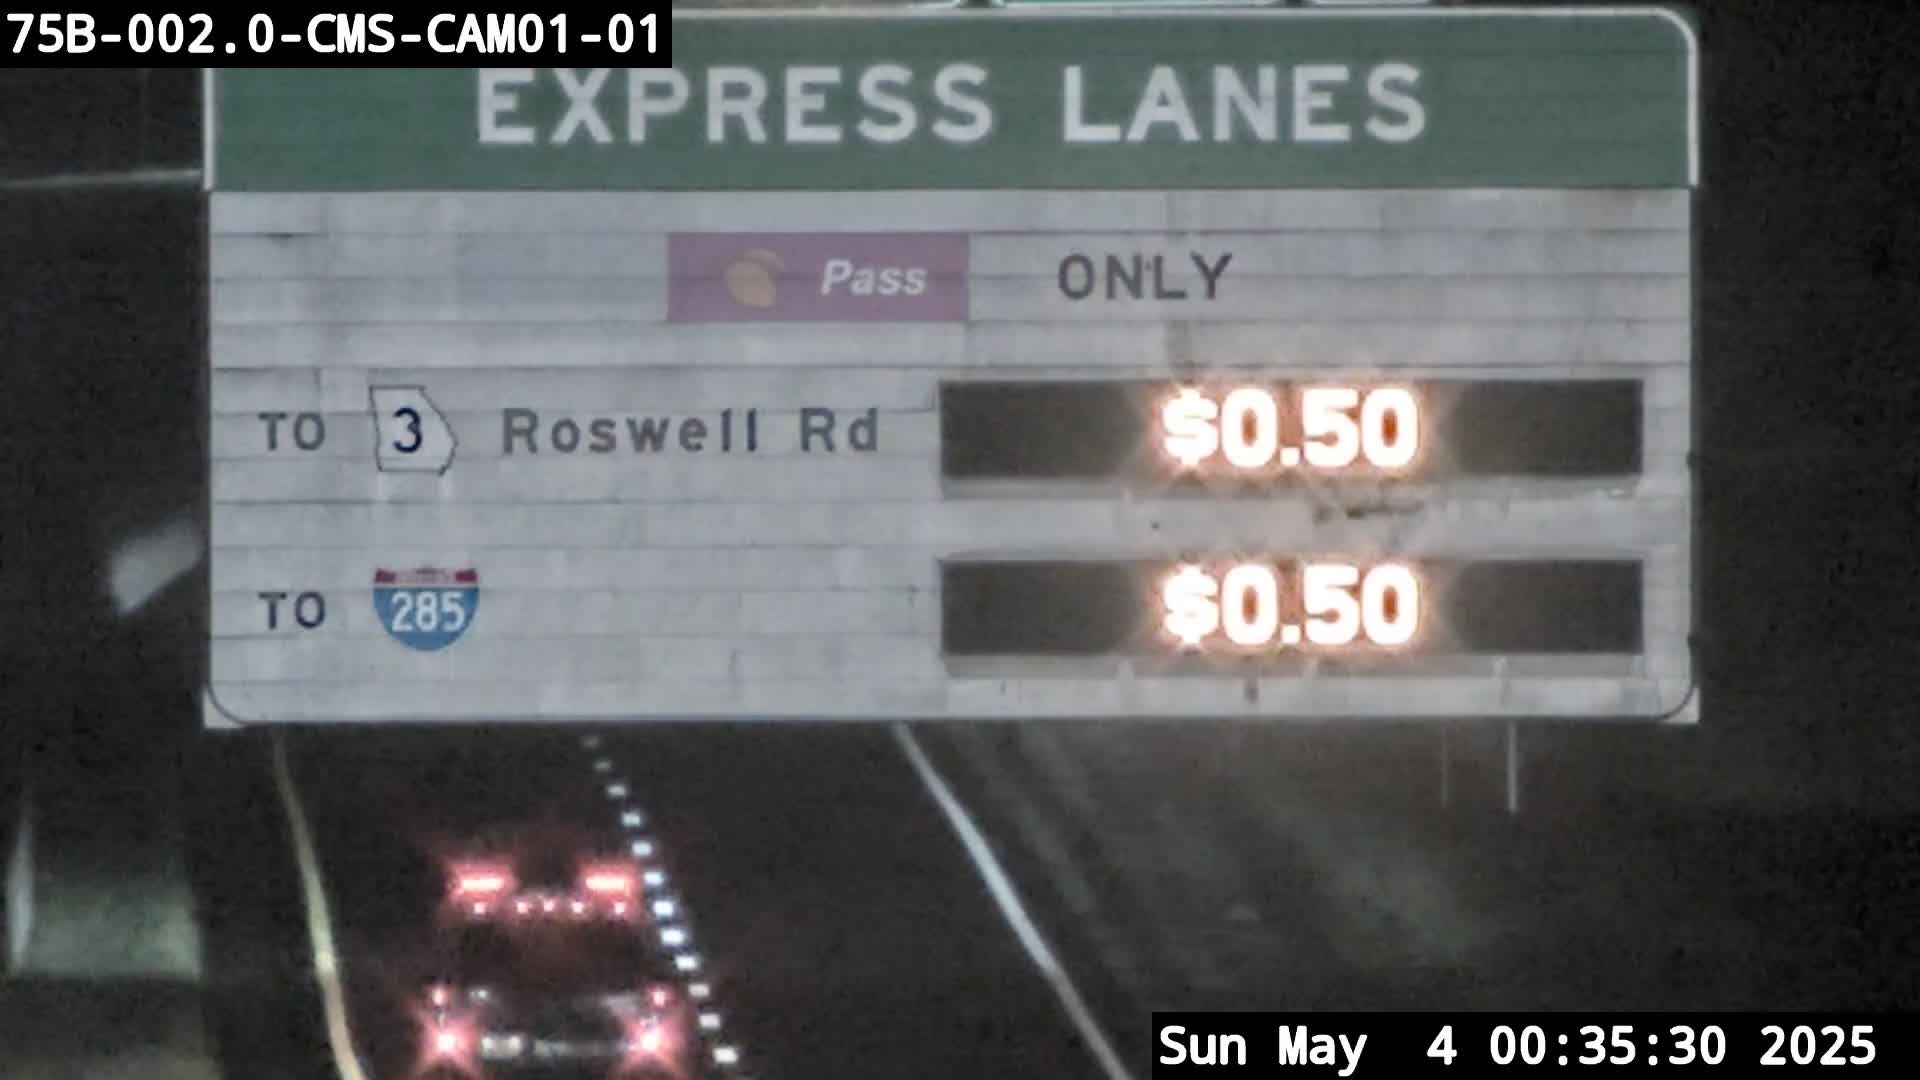 75B-002.0-CMS-CAM01-01
EXPRESS LANES
Pass ONLY
TO 3 Roswell Rd $0.50
TO 285 $0.50
Sun May 4 00:35:30 2025